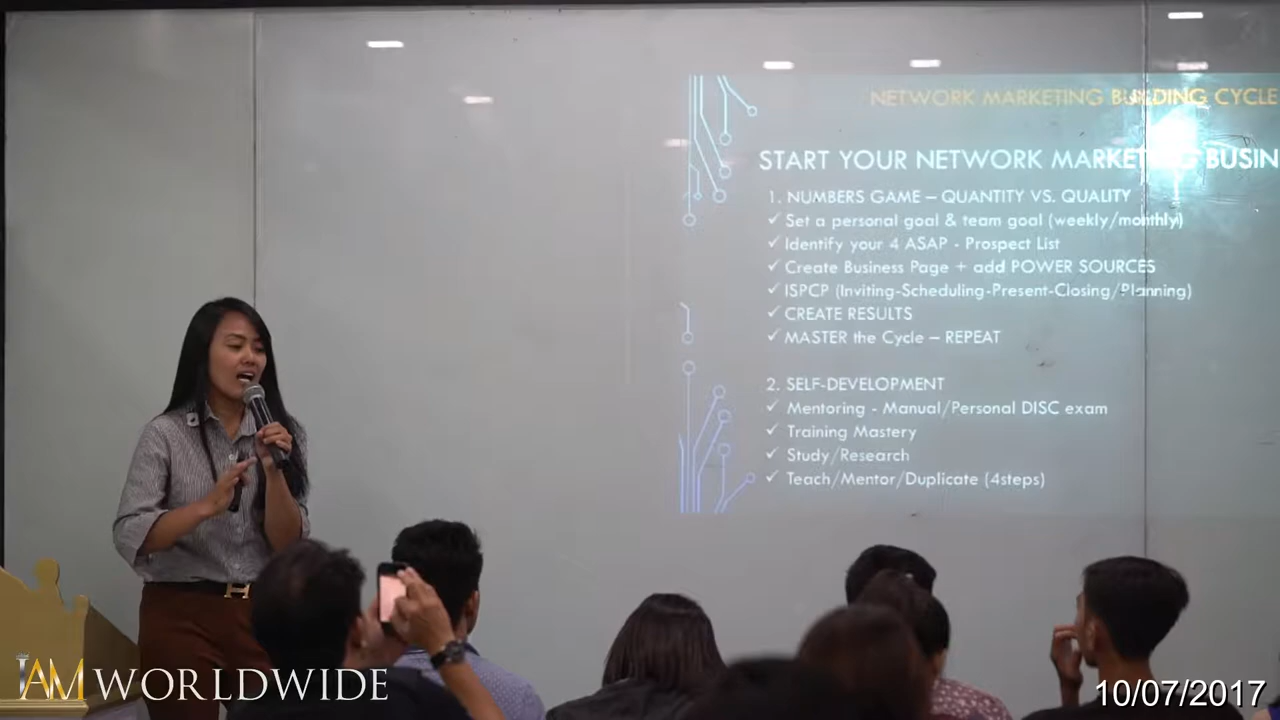 NETWORK MARKETING BUILDING CYCLE
START YOUR NETWORK MARKETING BUSIN
1. NUMBERS GAME – QUANTITY VS. QUALITY
✓ Set a personal goal & team goal (weekly/monthly)
✓ Identify your 4 ASAP - Prospect List
✓ Create Business Page + add POWER SOURCES
✓ ISPCP (Inviting-Scheduling-Present-Closing/Planning)
✓ CREATE RESULTS
✓ MASTER the Cycle – REPEAT
2. SELF-DEVELOPMENT
✓ Mentoring - Manual/Personal DISC exam
✓ Training Mastery
✓ Study/Research
✓ Teach/Mentor/Duplicate (4steps)
IAM WORLDWIDE
10/07/2017